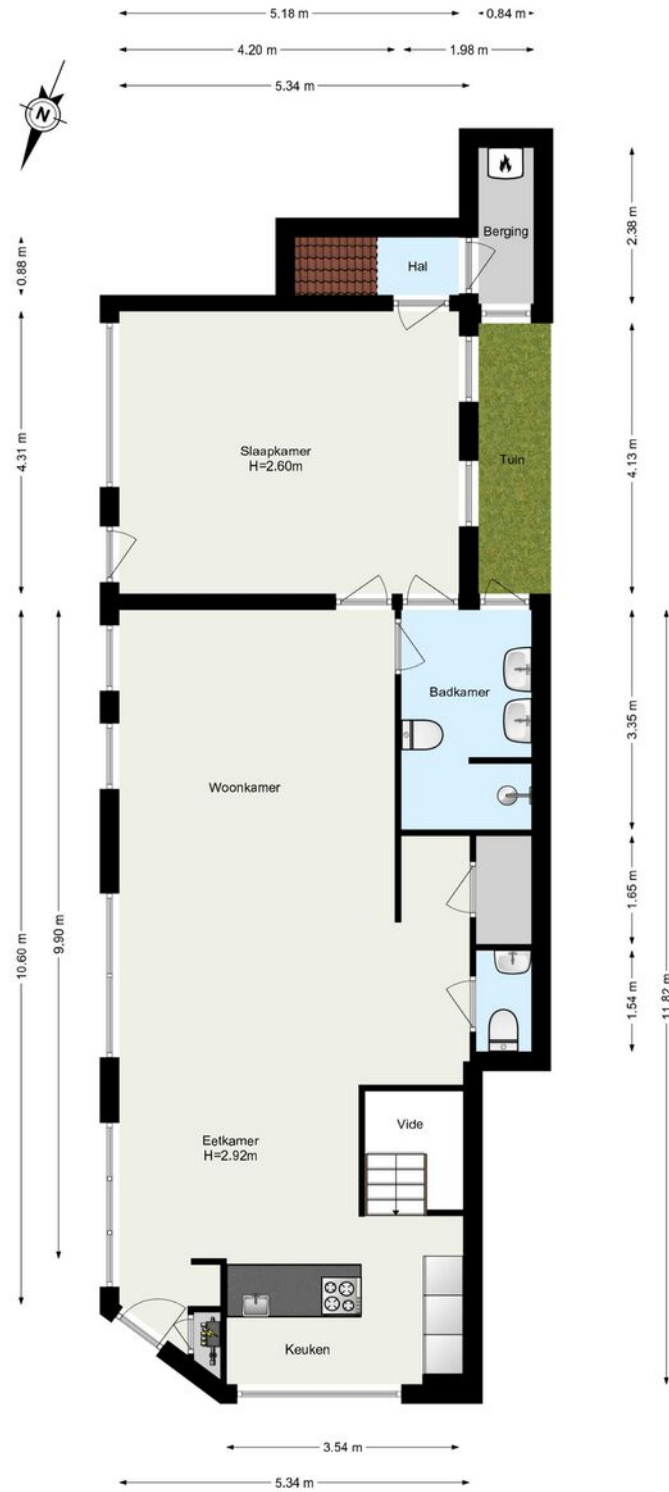 5.18 m
0.84 m
4.20 m
1.98 m
5.34 m
N
2.38 m
Berging
0.88 m
Hal
4.31 m
Slaapkamer
H=2.60m
Tuin
4.13 m
Badkamer
3.35 m
Woonkamer
1.65 m
9.90 m
10.60 m
1.54 m
11.82 m
Vide
Eetkamer
H=2.92m
Keuken
3.54 m
5.34 m